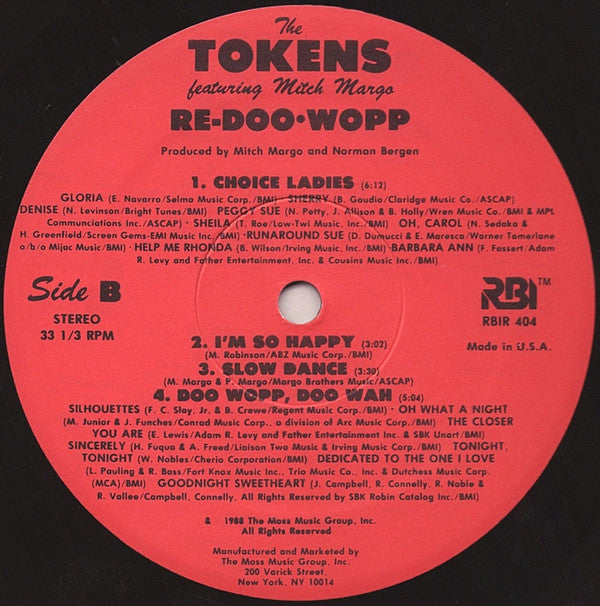 The
TOKENS
featuring Mitch Margo
RE-DOO•WOPP
Produced by Mitch Margo and Norman Bergen
1. CHOICE LADIES (6:12)
GLORIA (E. Navarro/Selma Music Corp./BMI) SHERRY (B. Gaudio/Claridge Music Co./ASCAP)
DENISE (N. Levinson/Bright Tunes/BMI) PEGGY SUE (N. Petty, J. Allison & B. Holly/Wren Music Co./BMI & MPL
Communciations Inc./ASCAP) · SHEILA (T. Roe/Low-Twi Music, Inc./BMI) OH, CAROL (N. Sedaka &
H. Greenfield/Screen Gems-EMI Music Inc./BMI) ·RUNAROUND SUE (D. Dumucci & E. Maresca/Warner Tamerlane
a/b/o Mijac Music/BMI) ·HELP ME RHONDA (B. Wilson/Irving Music, Inc./BMI) ·BARBARA ANN (F. Fassert/Adam
R. Levy and Father Entertainment, Inc. & Cousins Music Inc./BMI)
Side B
STEREO
33 1/3 RPM
RBI™
RBIR 404
Made in U.S.A.
2. I'M SO HAPPY (3:02)
(M. Robinson/ABZ Music Corp./BMI)
3. SLOW DANCE (3:30)
(M. Margo & P. Margo/Margo Brothers Music/ASCAP)
4. DOO WOPP, DOO WAH (5:04)
SILHOUETTES (F. C. Slay, Jr. & B. Crewe/Regent Music Corp./BMI) · OH WHAT A NIGHT
(M. Junior & J. Funches/Conrad Music Corp., a division of Arc Music Corp./BMI) THE CLOSER
YOU ARE (E. Lewis/Adam R. Levy and Father Entertainment Inc. & SBK Unart/BMI)
SINCERELY (H. Fuqua & A. Freed/Liaison Two Music & Irving Music Corp./BMI) TONIGHT,
TONIGHT (W. Nobles/Cherio Corporation/BMI) DEDICATED TO THE ONE I LOVE
(L. Pauling & R. Bass/Fort Knox Music Inc., Trio Music Co., Inc. & Dutchess Music Corp.
(MCA)/BMI) GOODNIGHT SWEETHEART (J. Campbell, R. Connelly, R. Noble &
R. Vallee/Campbell, Connelly, All Rights Reserved by SBK Robin Catalog Inc./BMI)
& 1988 The Moss Music Group, Inc.
All Rights Reserved
Manufactured and Marketed by
The Moss Music Group, Inc.
200 Varick Street,
New York, NY 10014